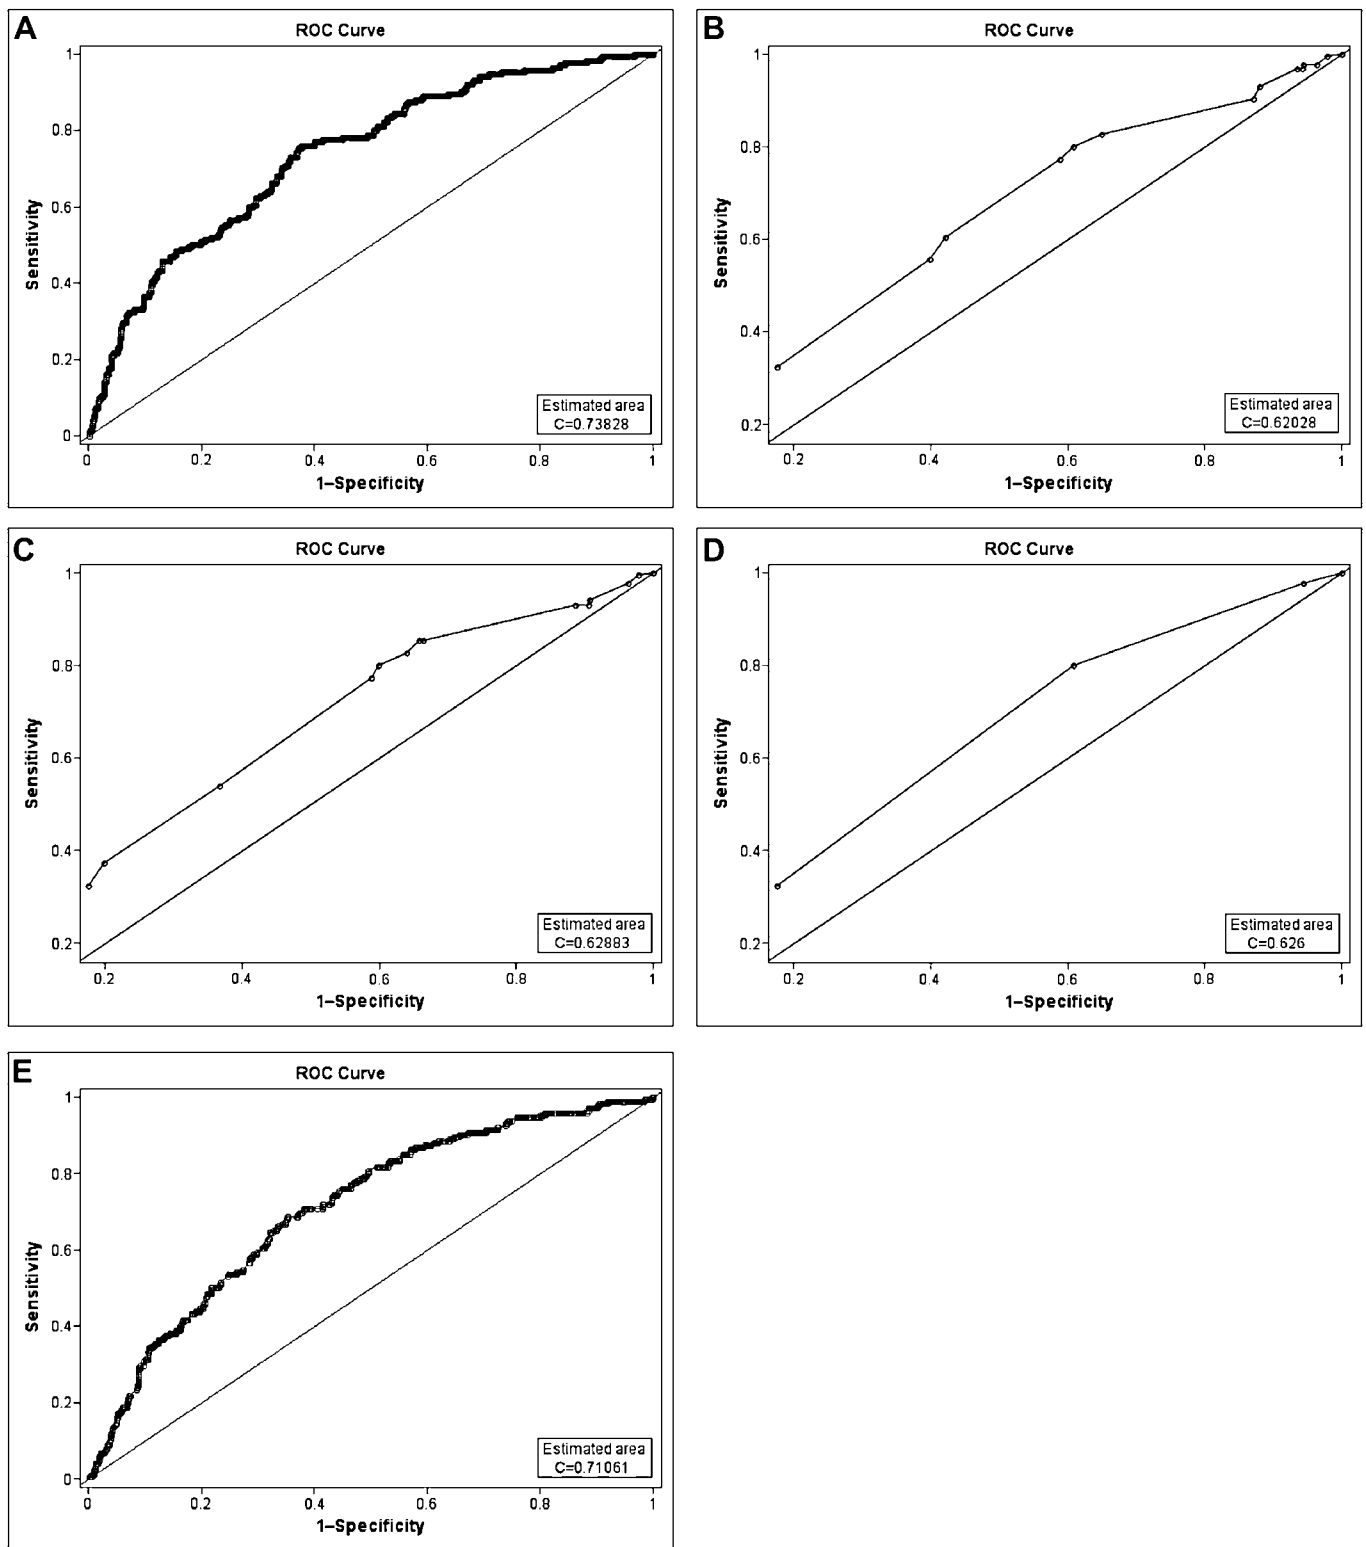 A
ROC Curve
1
0.8
0.6
0.4
0.2
0
Sensitivity
Estimated area
C=0.73828
0 0.2 0.4 0.6 0.8 1
1–Specificity
B
ROC Curve
1
0.8
0.6
0.4
0.2
Sensitivity
Estimated area
C=0.62028
0.2 0.4 0.6 0.8 1
1–Specificity
C
ROC Curve
1
0.8
0.6
0.4
0.2
Sensitivity
Estimated area
C=0.62883
0.2 0.4 0.6 0.8 1
1–Specificity
D
ROC Curve
1
0.8
0.6
0.4
0.2
Sensitivity
Estimated area
C=0.626
0.2 0.4 0.6 0.8 1
1–Specificity
E
ROC Curve
1
0.8
0.6
0.4
0.2
0
Sensitivity
Estimated area
C=0.71061
0 0.2 0.4 0.6 0.8 1
1–Specificity